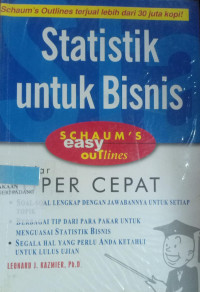 Schaum's Outlines terjual lebih dari 30 juta kopi!
Statistik
untuk Bisnis
SCHAUM'S
easy
outlines
PER CEPAT
LENGKAP DENGAN JAWABANNYA UNTUK SETIAP
TIP DARI PARA PAKAR UNTUK
MENGUASAI STATISTIK BISNIS
SEGALA HAL YANG PERLU ANDA KETAHUI
UNTUK LULUS UJIAN
LEONARD J. KAZMIER, Ph.D